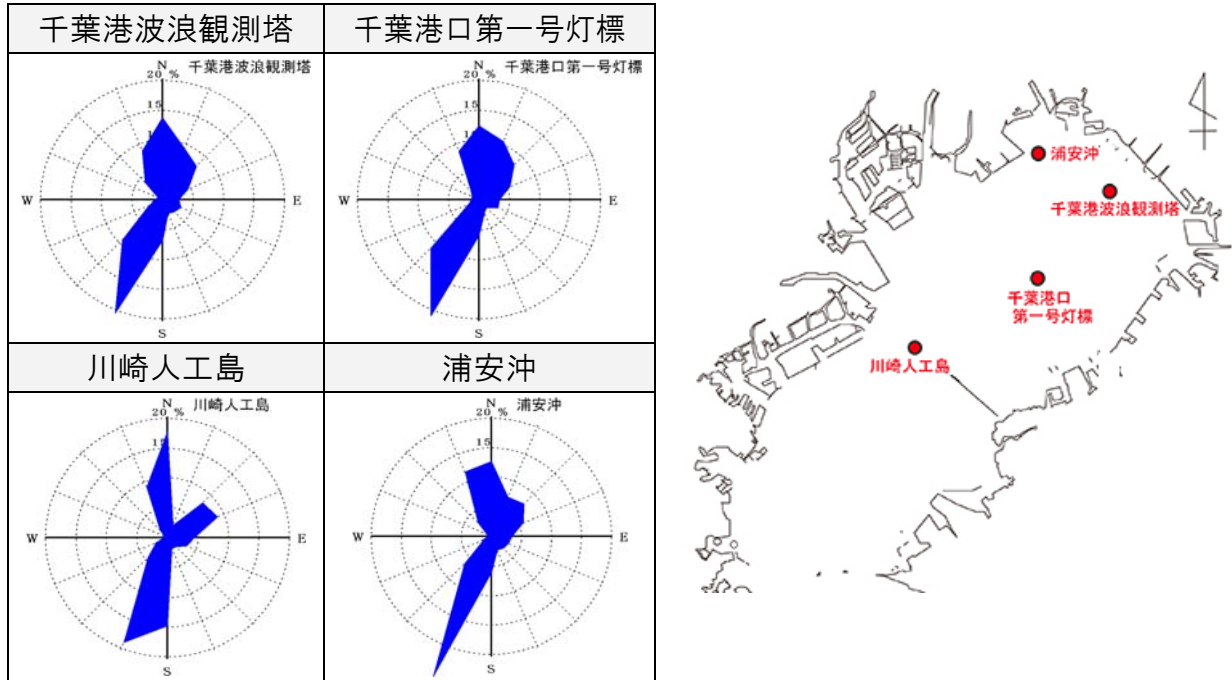 千葉港波浪観測塔
千葉港口第一号灯標
N 千葉港波浪観測塔
20 %
15
W
E
S
N 千葉港口第一号灯標
20 %
15
W
E
S
川崎人工島
浦安沖
N 川崎人工島
20 %
W
E
S
N 浦安沖
20 %
15
W
E
S
浦安沖
千葉港波浪観測塔
千葉港口
第一号灯標
川崎人工島